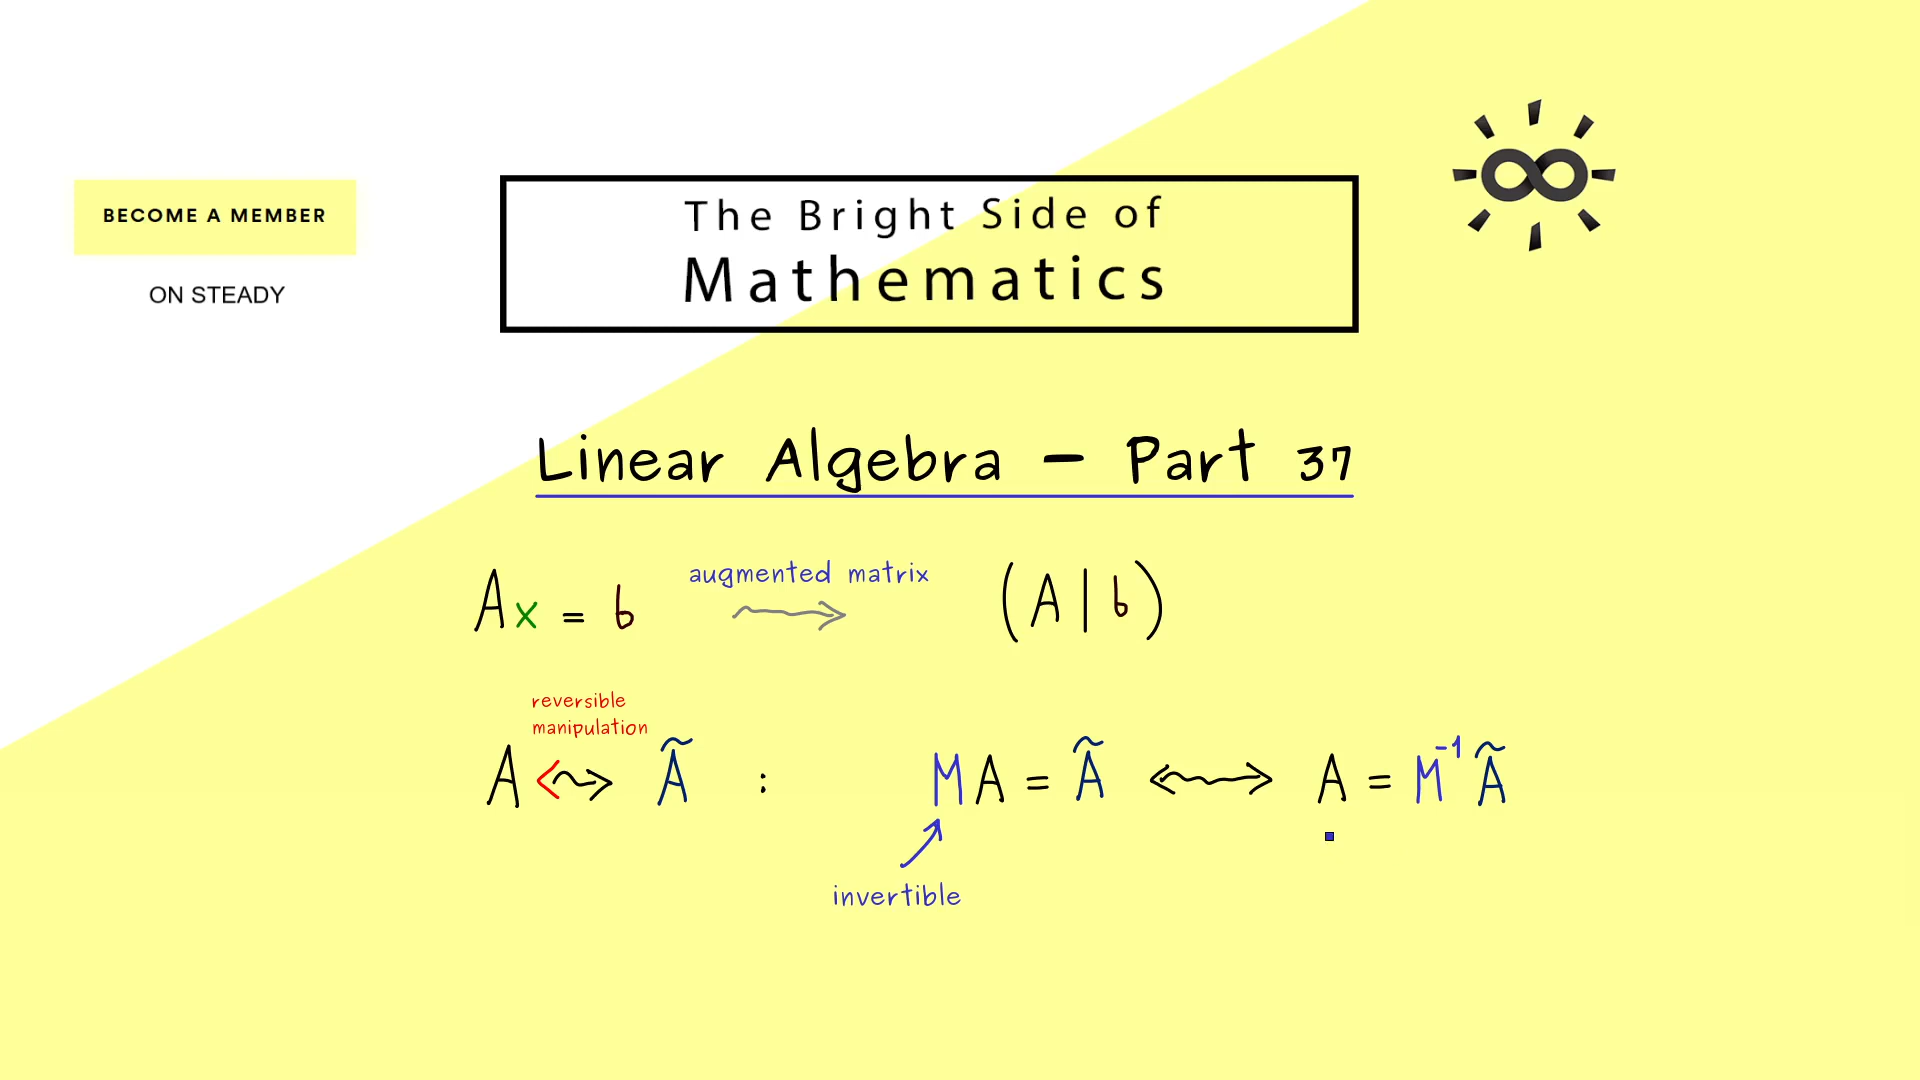 BECOME A MEMBER
ON STEADY
The Bright Side of
Mathematics
Linear Algebra – Part 37
Ax = b augmented matrix ⇝ (A | b)
reversible
manipulation
A ↭ Ã : MA = Ã ↭ A = M⁻¹Ã
invertible